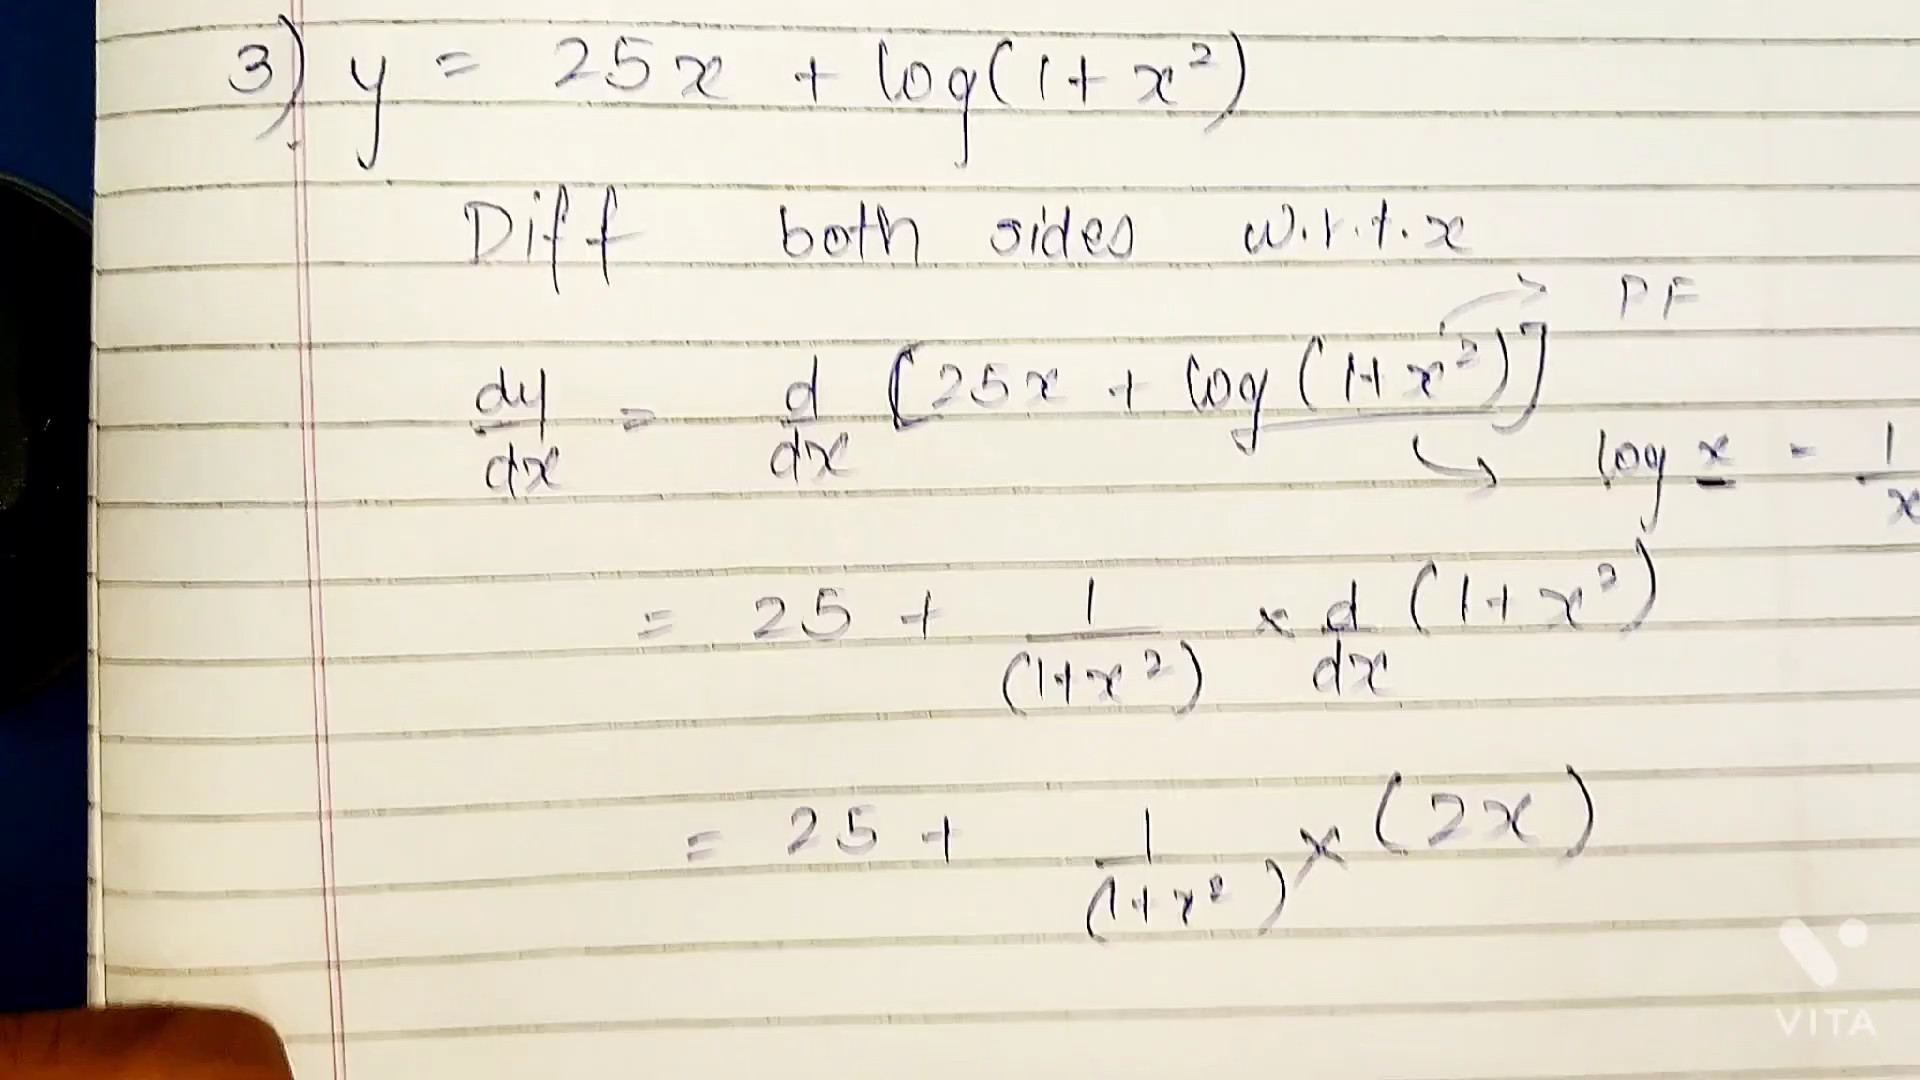 3) y = 25x + log(1 + x²)
Diff both sides w.r.t. x
PF
dy/dx = d/dx [25x + log(1+x²)]
log x = 1/x
= 25 + 1/(1+x²) × d/dx (1+x²)
= 25 + 1/(1+x²) × (2x)
VITA